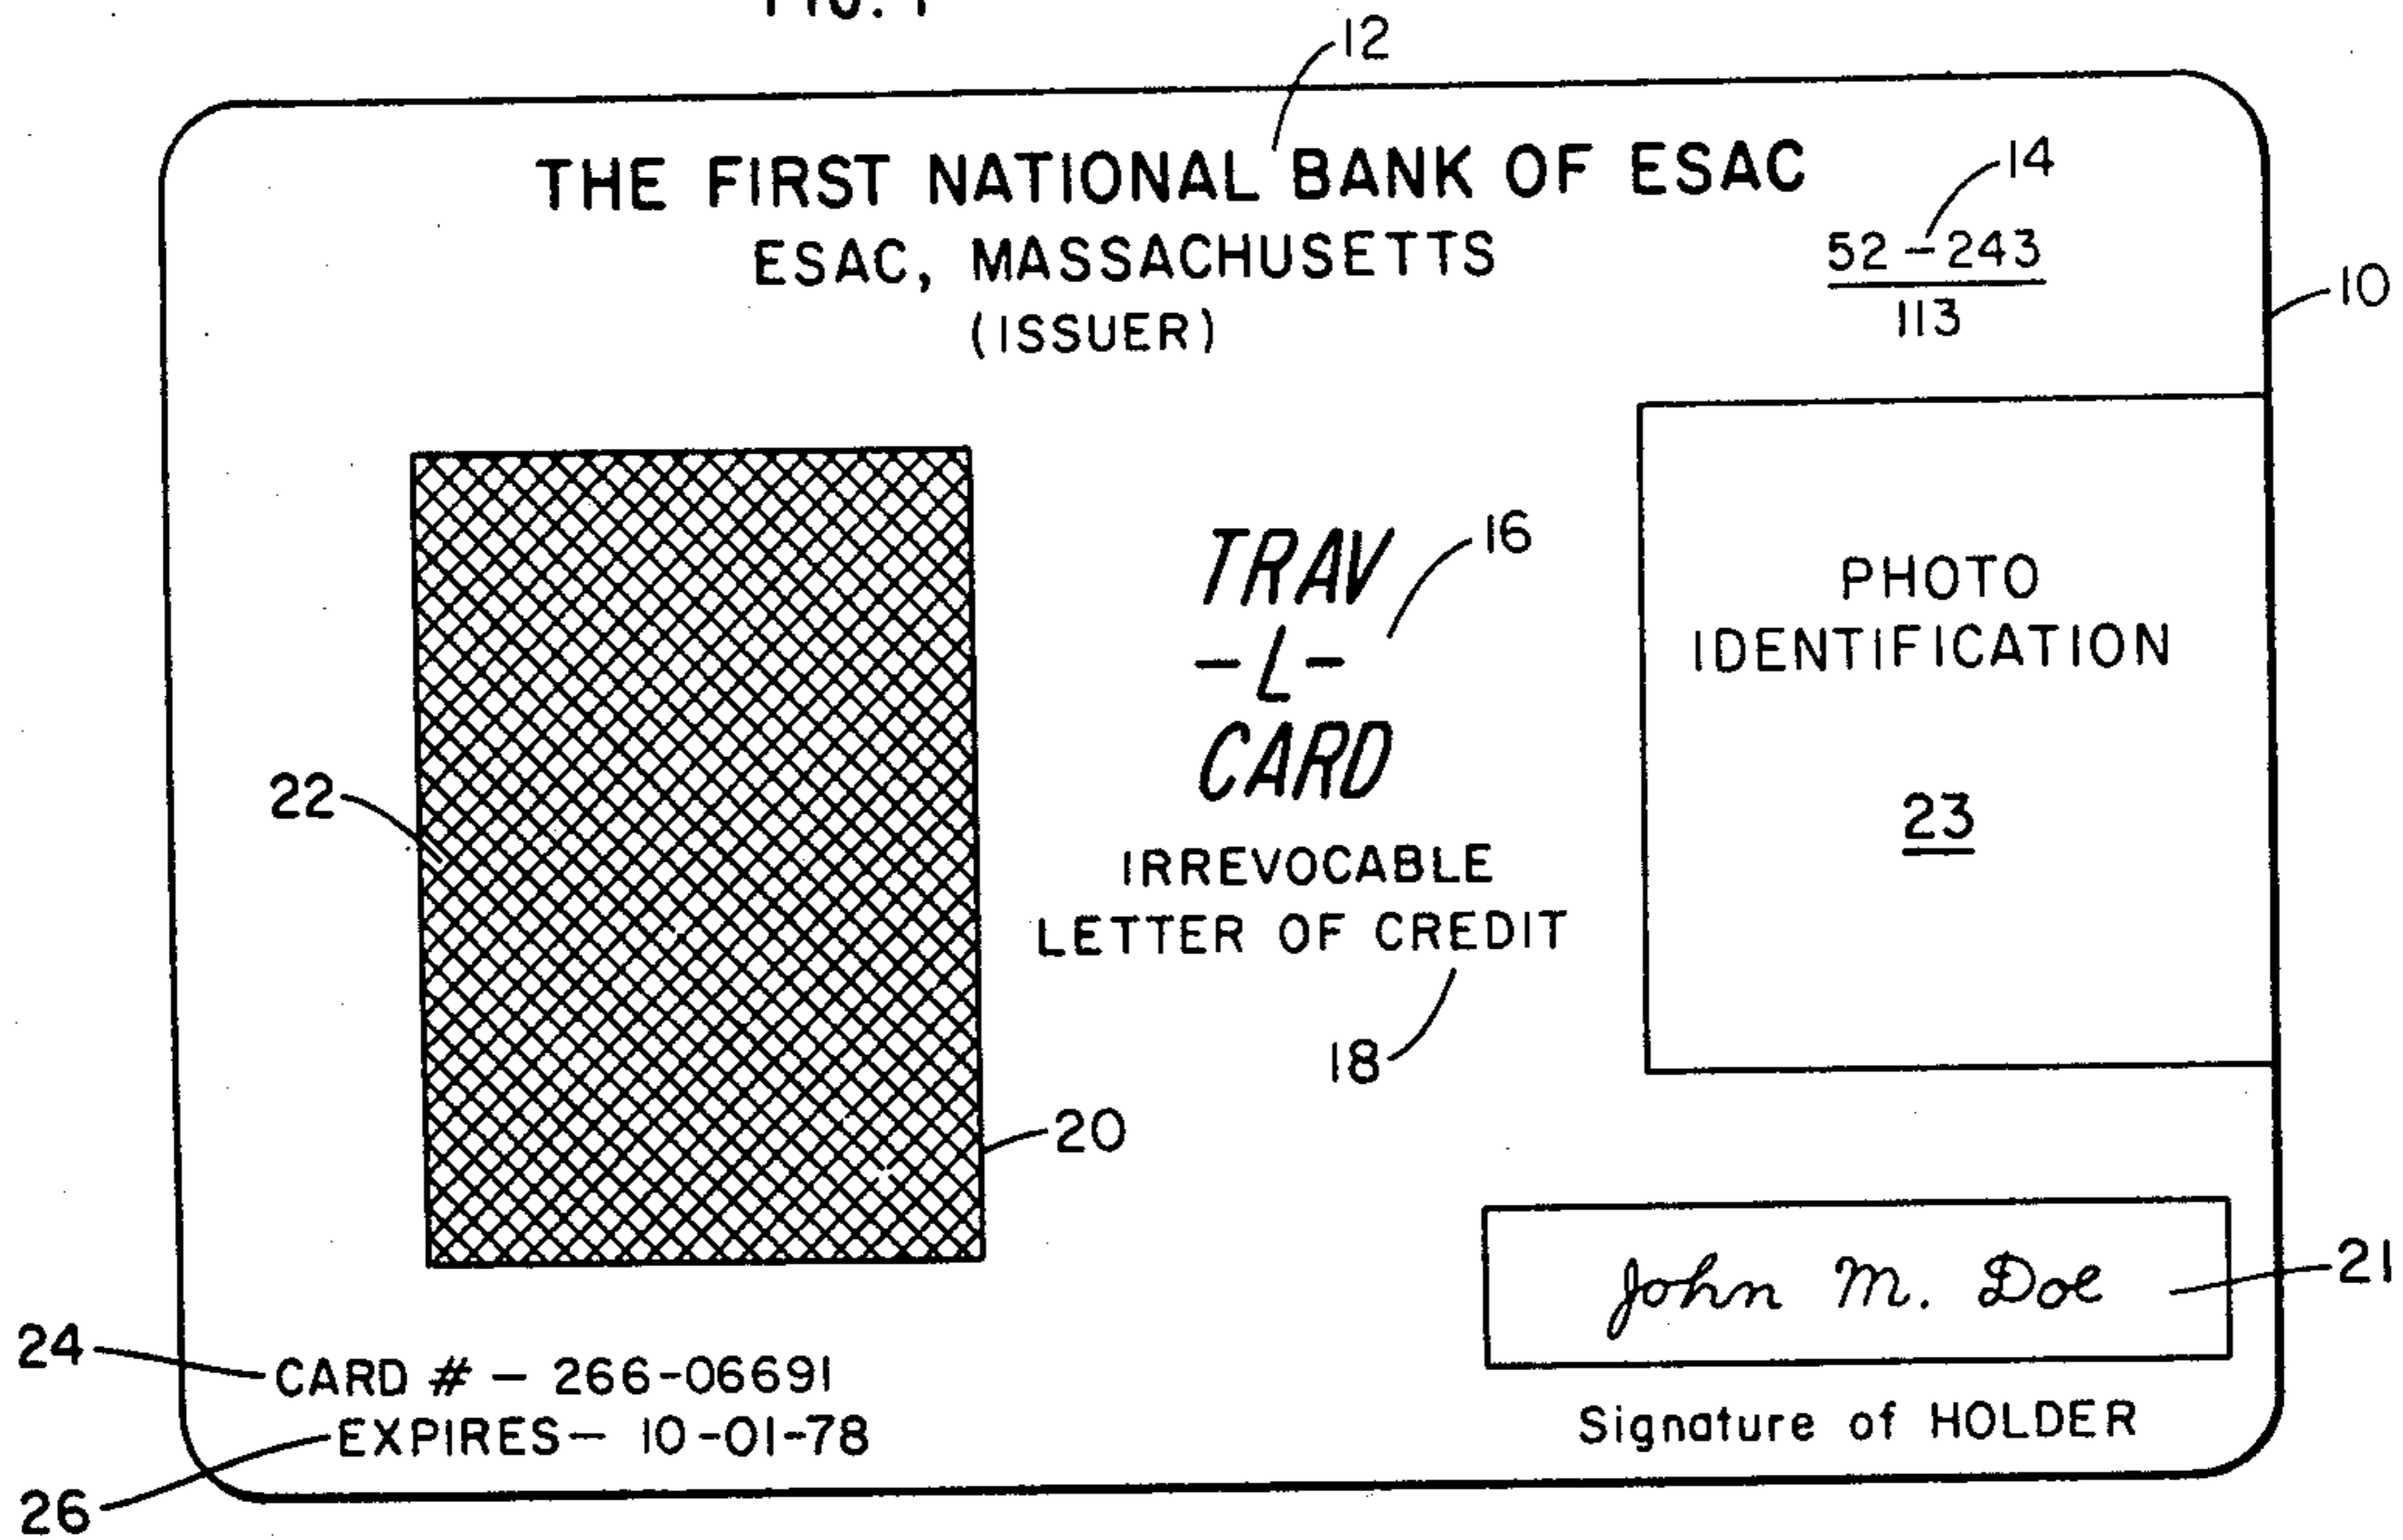 FIG. 1
12
THE FIRST NATIONAL BANK OF ESAC
14
ESAC, MASSACHUSETTS
52-243
10
(ISSUER)
113
TRAV
16
PHOTO
-L-
IDENTIFICATION
CARD
22
23
IRREVOCABLE
LETTER OF CREDIT
18
20
John M. Doe
21
24
CARD # - 266-06691
EXPIRES- 10-01-78
Signature of HOLDER
26